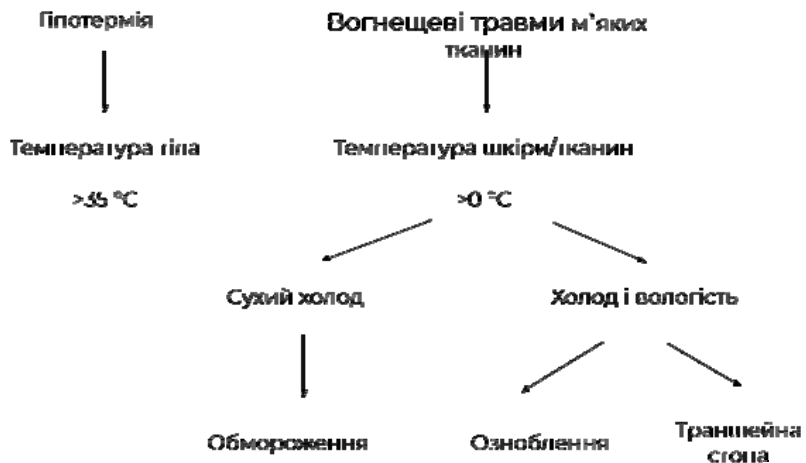 Гіпотермія
Вогнещеві травми м'яких
тканин
Температура тіла
Температура шкіри/тканин
>35 °C
>0 °C
Сухий холод
Холод і вологість
Обмороження
Озноблення
Траншейна
стопа